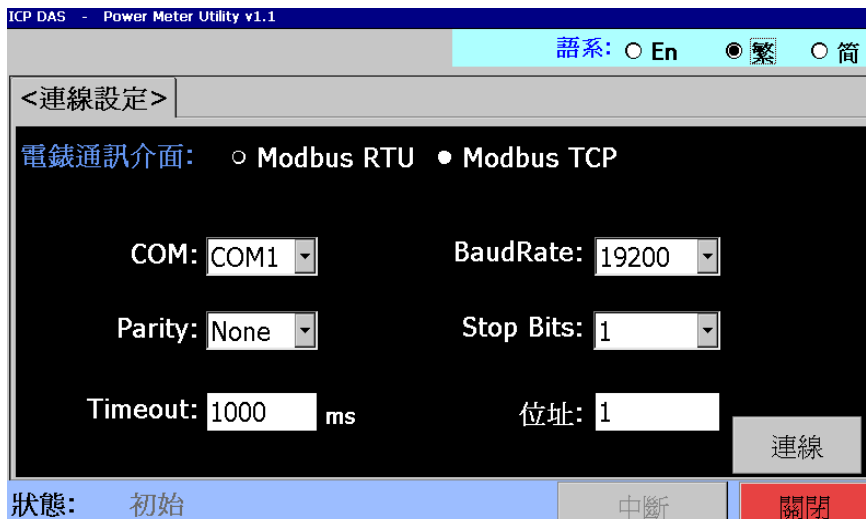 ICP DAS - Power Meter Utility v1.1
語系: En 繁 简
<連線設定>
電錶通訊介面: Modbus RTU Modbus TCP
COM: COM1 BaudRate: 19200
Parity: None Stop Bits: 1
Timeout: 1000 ms 位址: 1
連線
狀態: 初始 中斷 關閉